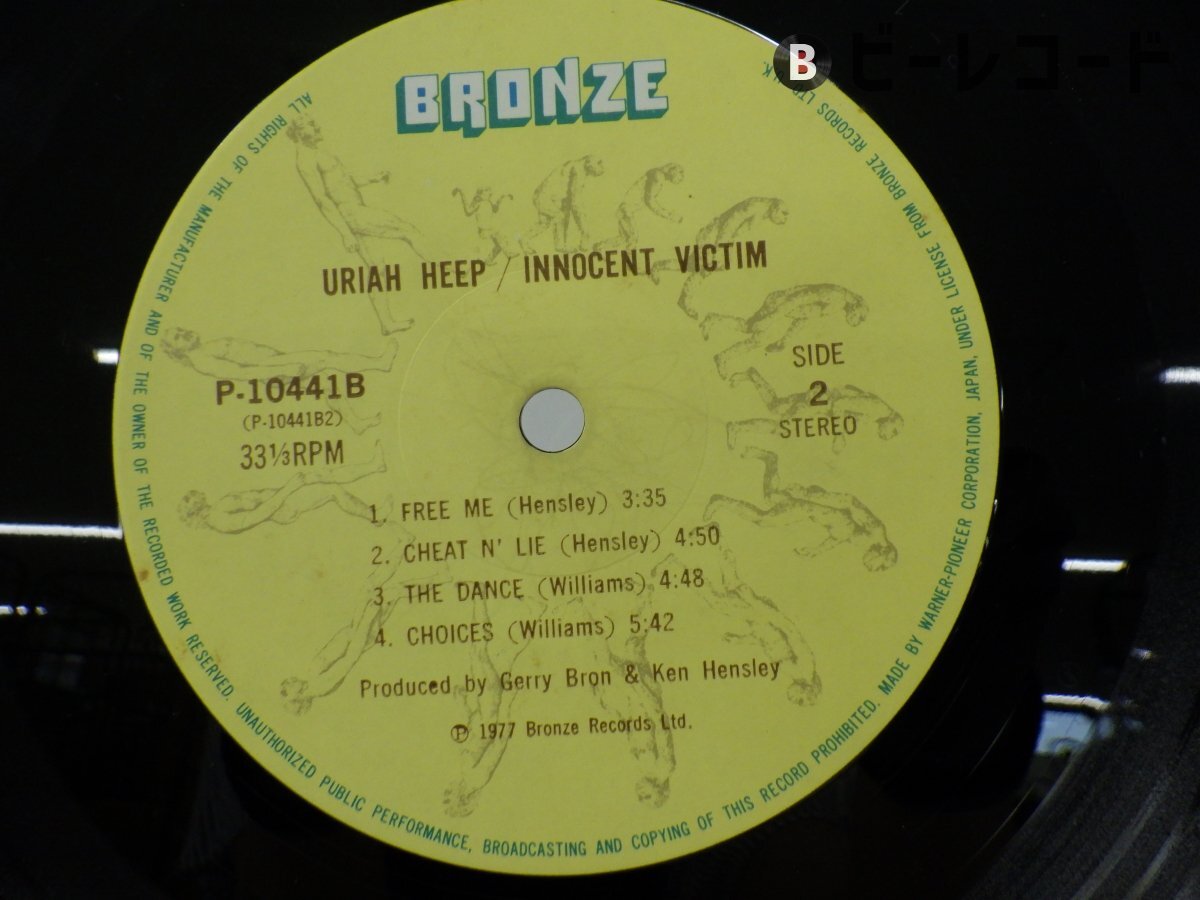 B ビーレコード
BRONZE
URIAH HEEP / INNOCENT VICTIM
P-10441B
(P-10441B2)
33⅓RPM
SIDE
2
STEREO
1. FREE ME (Hensley) 3:35
2. CHEAT N' LIE (Hensley) 4:50
3. THE DANCE (Williams) 4:48
4. CHOICES (Williams) 5:42
Produced by Gerry Bron & Ken Hensley
℗ 1977 Bronze Records Ltd.
ALL RIGHTS OF THE MANUFACTURER AND OF THE OWNER OF THE RECORDED WORK RESERVED. UNAUTHORIZED PUBLIC PERFORMANCE, BROADCASTING AND COPYING OF THIS RECORD PROHIBITED. MADE BY WARNER-PIONEER CORPORATION, JAPAN, UNDER LICENSE FROM BRONZE RECORDS LTD.